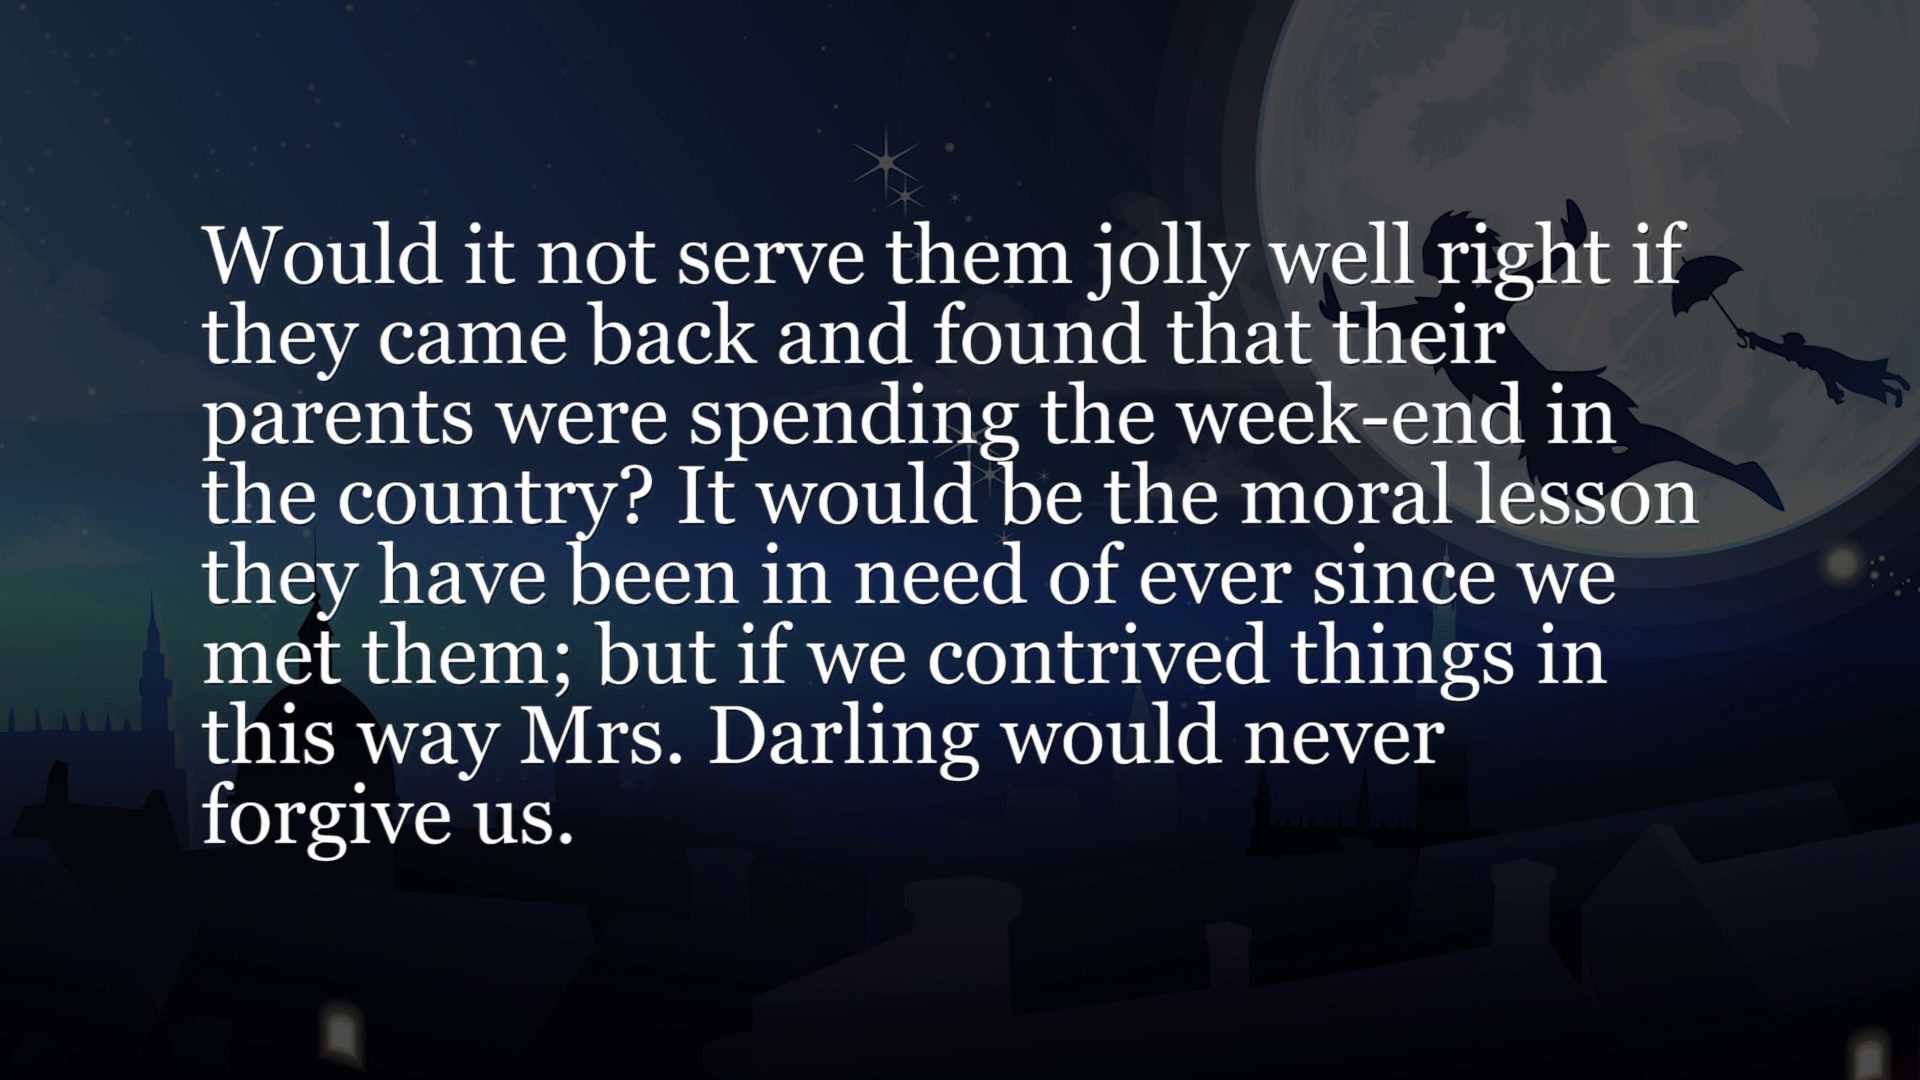 Would it not serve them jolly well right if
they came back and found that their
parents were spending the week-end in
the country? It would be the moral lesson
they have been in need of ever since we
met them; but if we contrived things in
this way Mrs. Darling would never
forgive us.